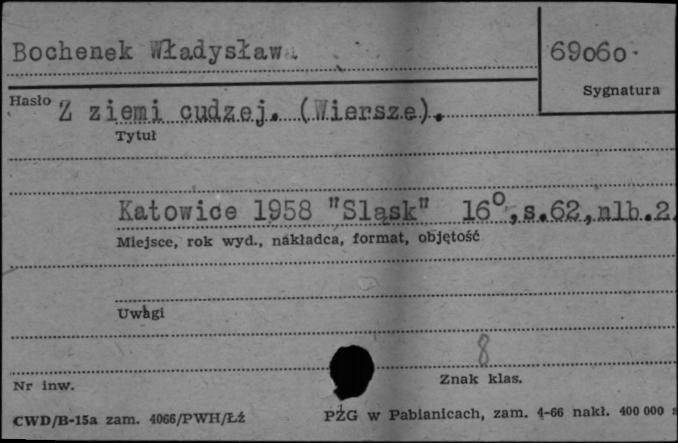 Bochenek Władysław
69060
Sygnatura
Hasło
Z ziemi cudzej. (Wiersze).
Tytuł
Katowice 1958 "Śląsk" 16⁰, s.62, nlb.2.
Miejsce, rok wyd., nakładca, format, objętość
Uwagi
8
Nr inw.
Znak klas.
CWD/B-15a zam. 4066/PWH/Łź
PZG w Pabianicach, zam. 4-66 nakł. 400 000 s